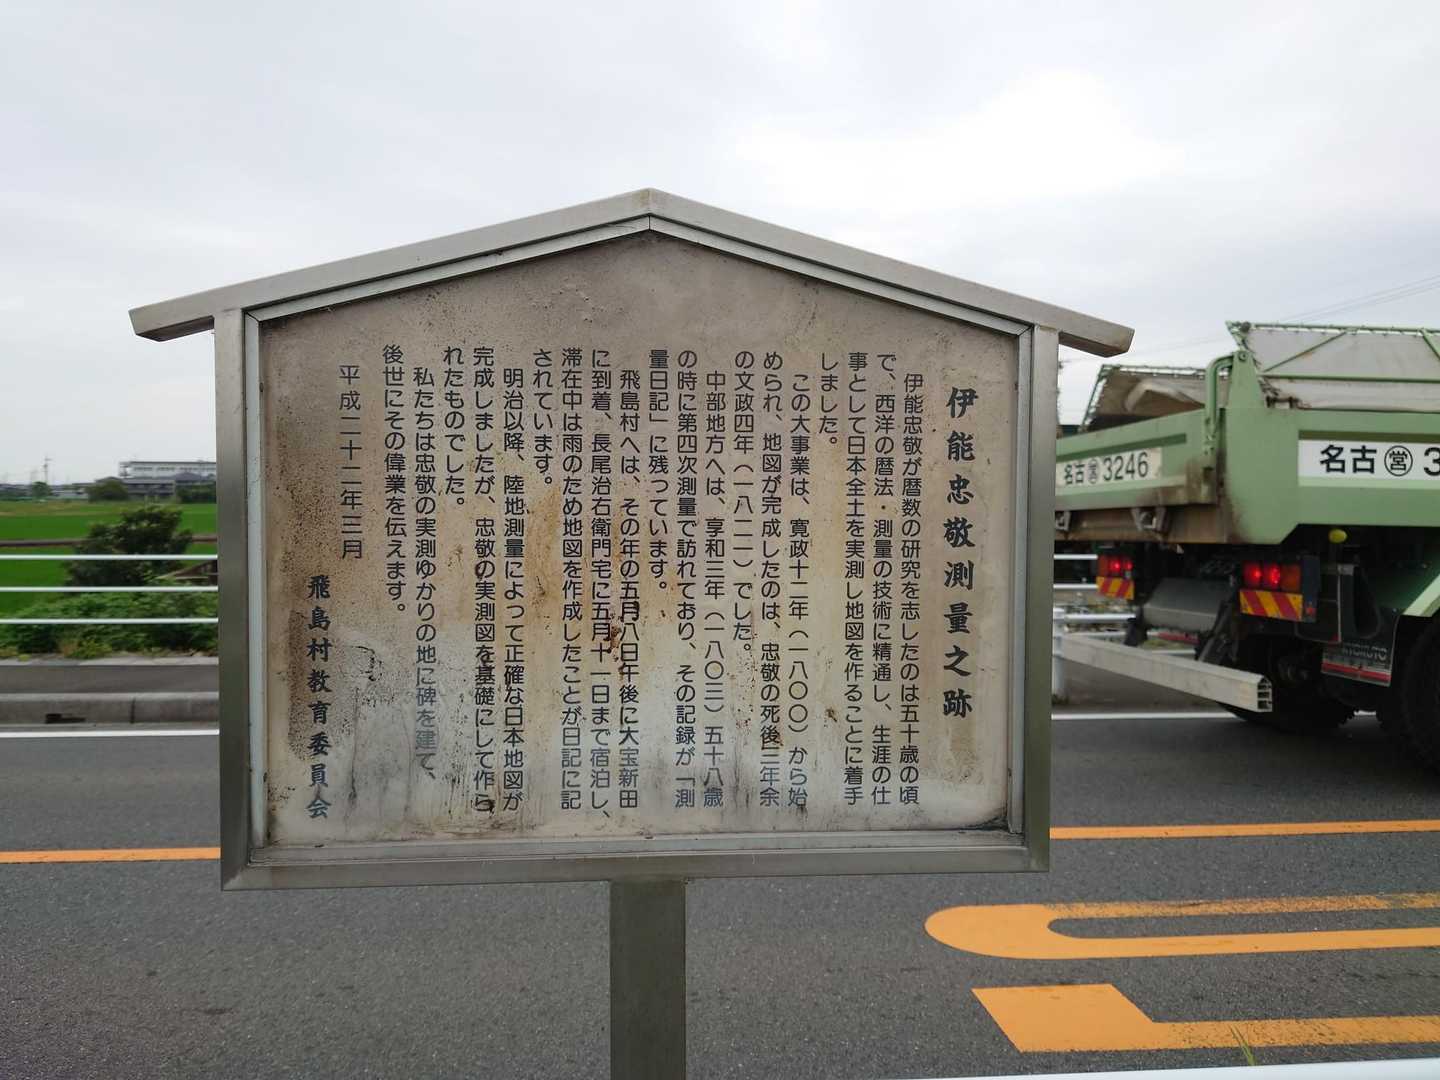 伊能忠敬測量之跡
伊能忠敬が暦数の研究を志したのは五十歳の頃
で、西洋の暦法・測量の技術に精通し、生涯の仕
事として日本全土を実測し地図を作ることに着手
しました。
この大事業は、寛政十二年(一八〇〇)から始
められ、地図が完成したのは、忠敬の死後三年余
の文政四年(一八二一)でした。
中部地方へは、享和三年(一八〇三)五十八歳
の時に第四次測量で訪れており、その記録が「測
量日記」に残っています。
飛島村へは、その年の五月八日午後に大宝新田
に到着、長尾治右衛門宅に五月十一日まで宿泊し、
滞在中は雨のため地図を作成したことが日記に記
されています。
明治以降、陸地測量によって正確な日本地図が
完成しましたが、忠敬の実測図を基礎にして作ら
れたものでした。
私たちは忠敬の実測ゆかりの地に碑を建て、
後世にその偉業を伝えます。
平成二十二年三月
飛島村教育委員会
名古㊢3246
名古㊢3
KYOKUTO